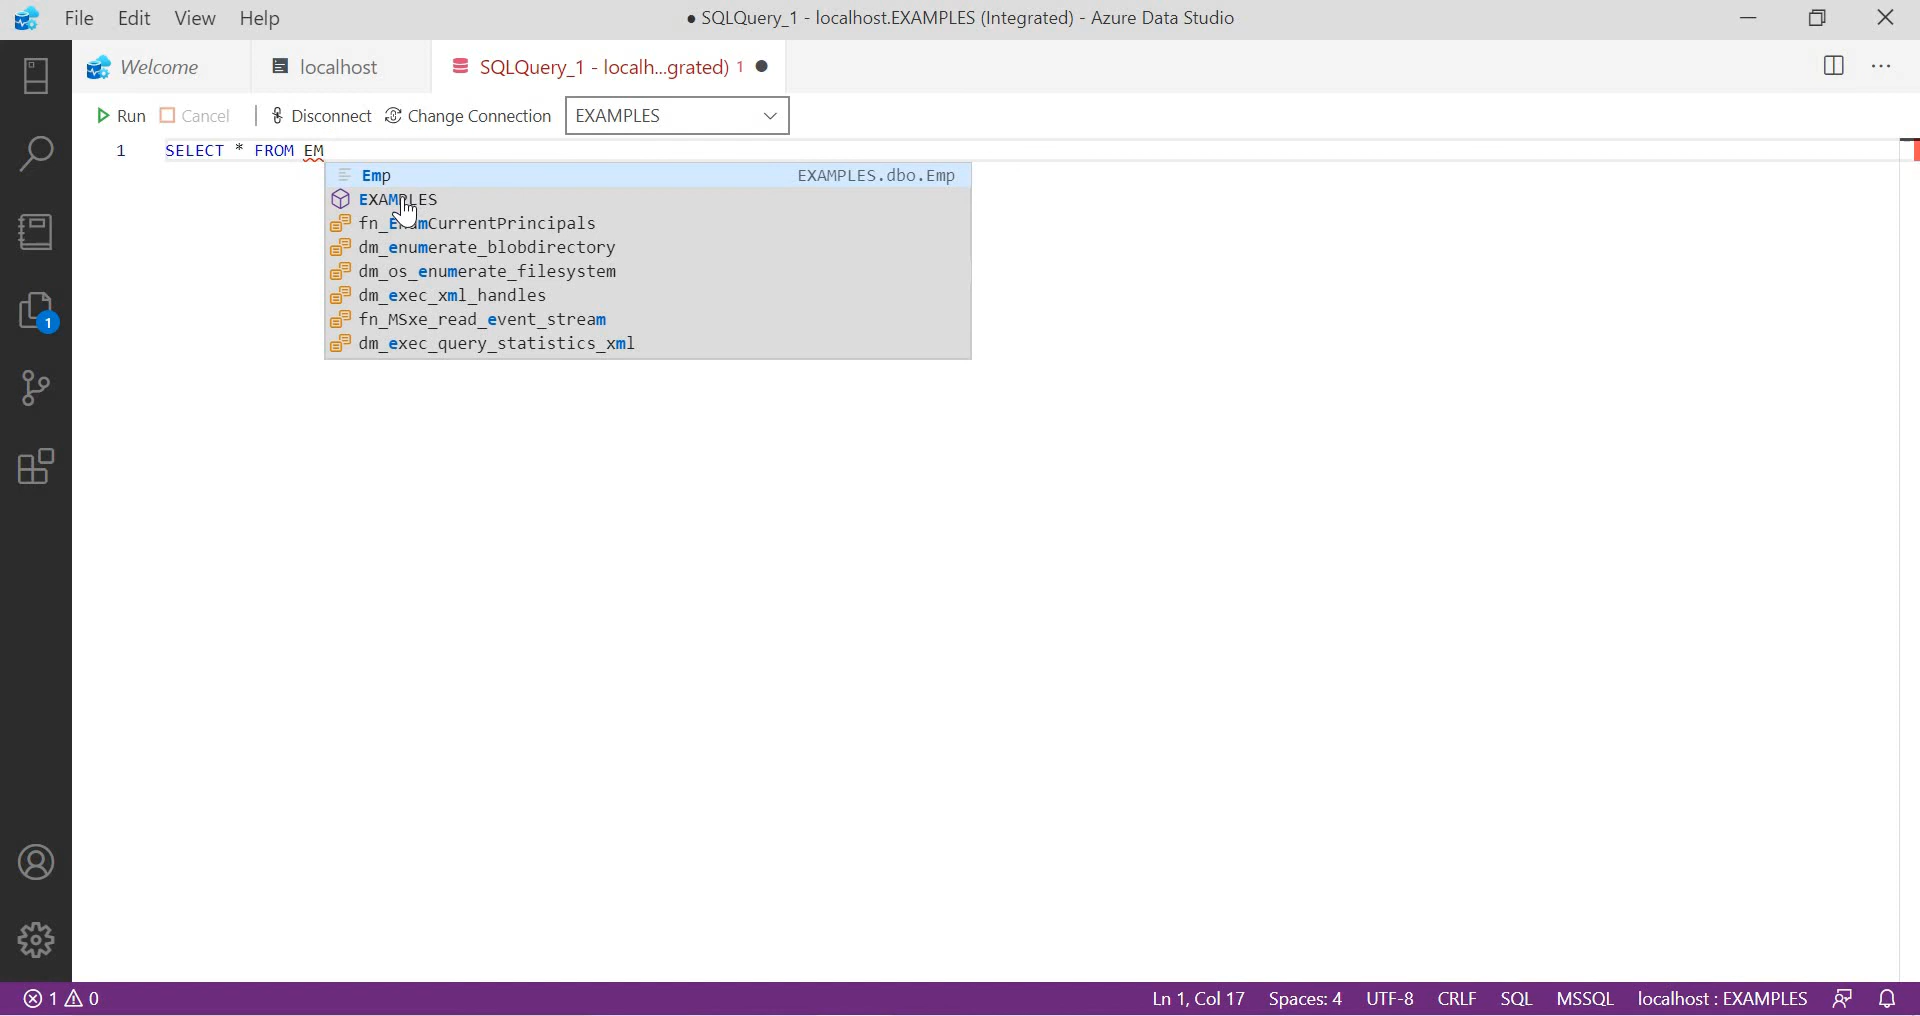 File Edit View Help
● SQLQuery_1 - localhost.EXAMPLES (Integrated) - Azure Data Studio
Welcome
localhost
SQLQuery_1 - localh...grated) 1 ●
Run Cancel | Disconnect Change Connection EXAMPLES
1 SELECT * FROM EM
Emp EXAMPLES.dbo.Emp
EXAMPLES
fn_EnumCurrentPrincipals
dm_enumerate_blobdirectory
dm_os_enumerate_filesystem
dm_exec_xml_handles
fn_MSxe_read_event_stream
dm_exec_query_statistics_xml
1
1 0 Ln 1, Col 17 Spaces: 4 UTF-8 CRLF SQL MSSQL localhost : EXAMPLES